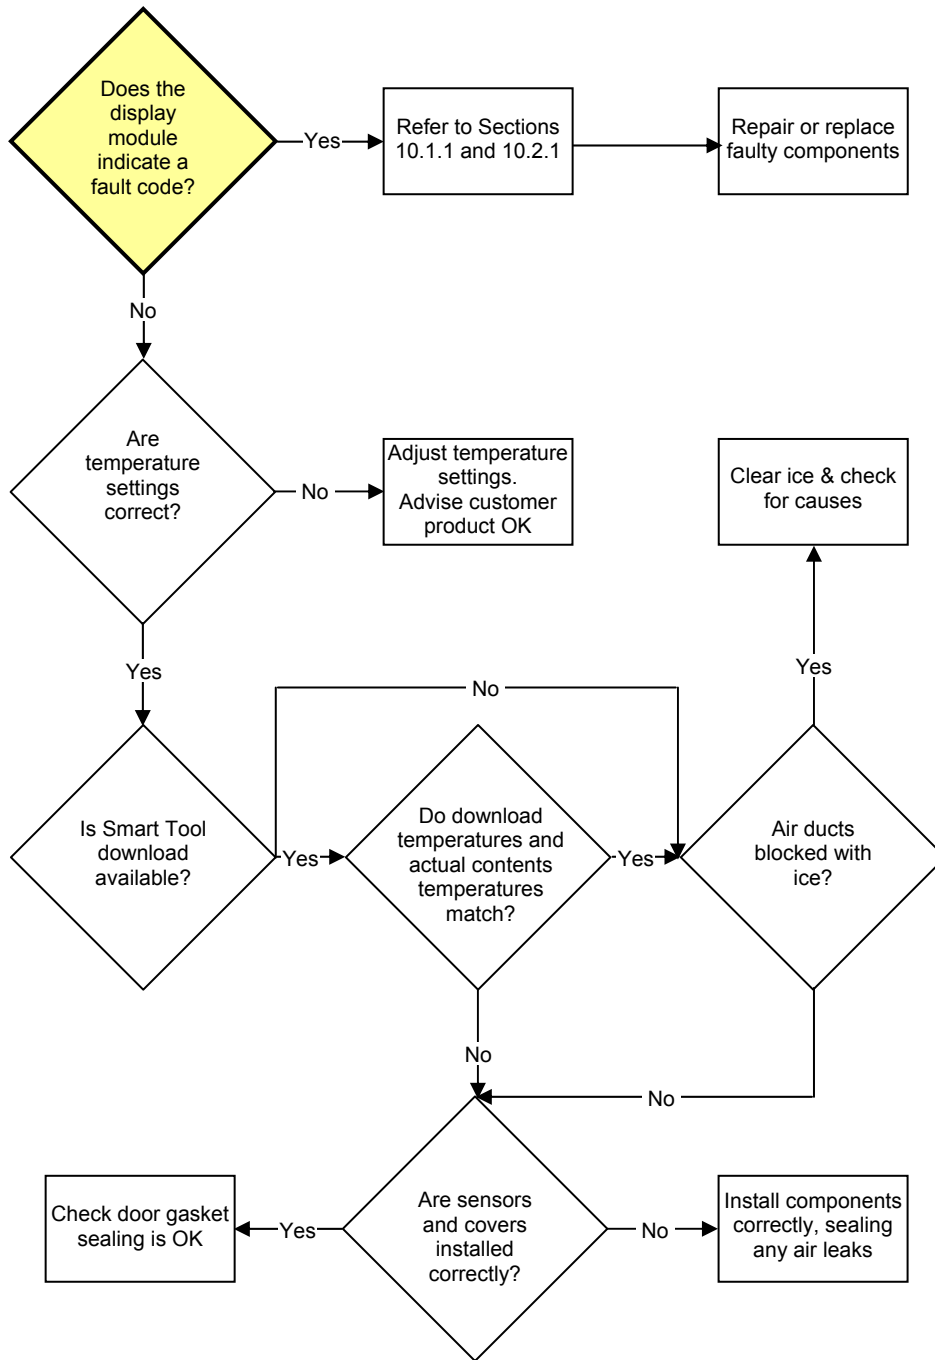 Does the
display
module
indicate a
fault code?
Yes
Refer to Sections
10.1.1 and 10.2.1
Repair or replace
faulty components
No
Are
temperature
settings
correct?
No
Adjust temperature
settings.
Advise customer
product OK
Clear ice & check
for causes
Yes
Yes
No
Is Smart Tool
download
available?
Yes
Do download
temperatures and
actual contents
temperatures
match?
Yes
Air ducts
blocked with
ice?
No
No
Are sensors
and covers
installed
correctly?
Yes
Check door gasket
sealing is OK
No
Install components
correctly, sealing
any air leaks